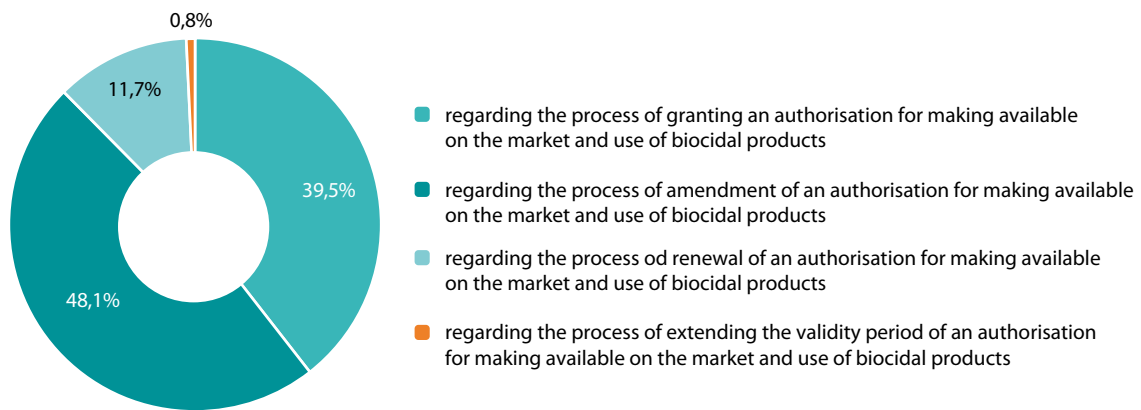 0,8%
11,7%
39,5%
48,1%
regarding the process of granting an authorisation for making available
on the market and use of biocidal products
regarding the process of amendment of an authorisation for making available
on the market and use of biocidal products
regarding the process od renewal of an authorisation for making available
on the market and use of biocidal products
regarding the process of extending the validity period of an authorisation
for making available on the market and use of biocidal products